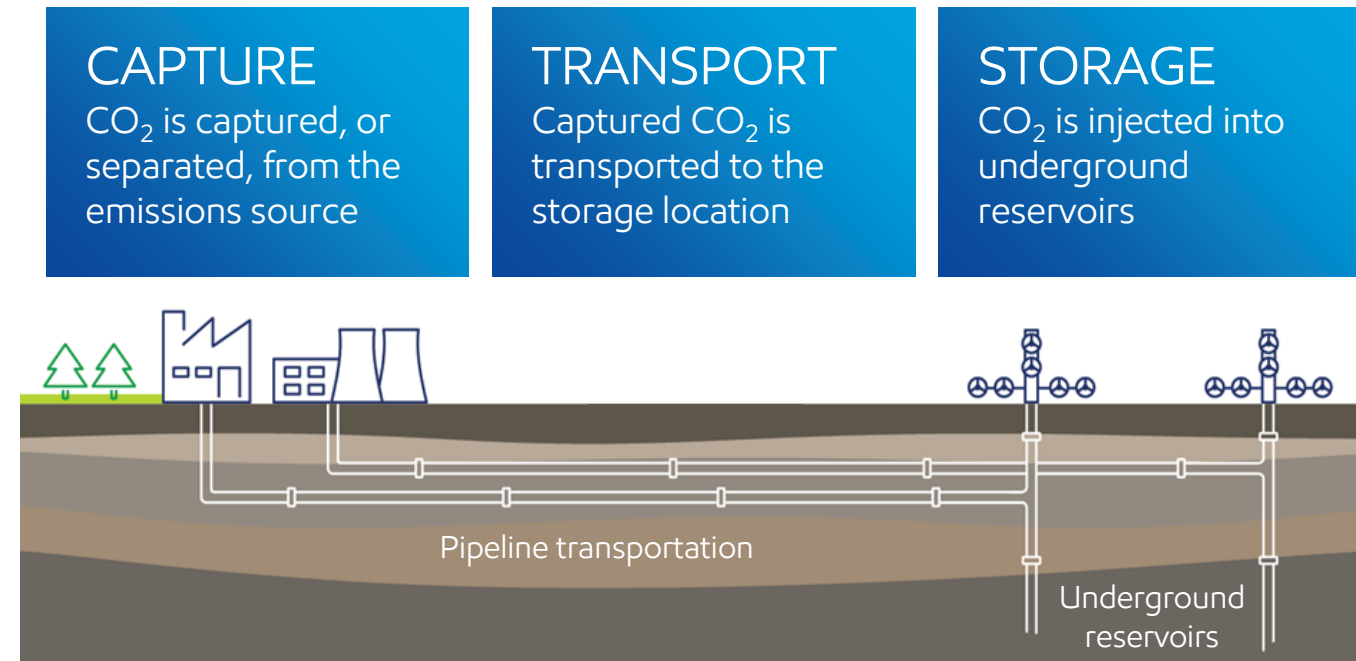 CAPTURE
CO₂ is captured, or
separated, from the
emissions source
TRANSPORT
Captured CO₂ is
transported to the
storage location
STORAGE
CO₂ is injected into
underground
reservoirs
Pipeline transportation
Underground
reservoirs